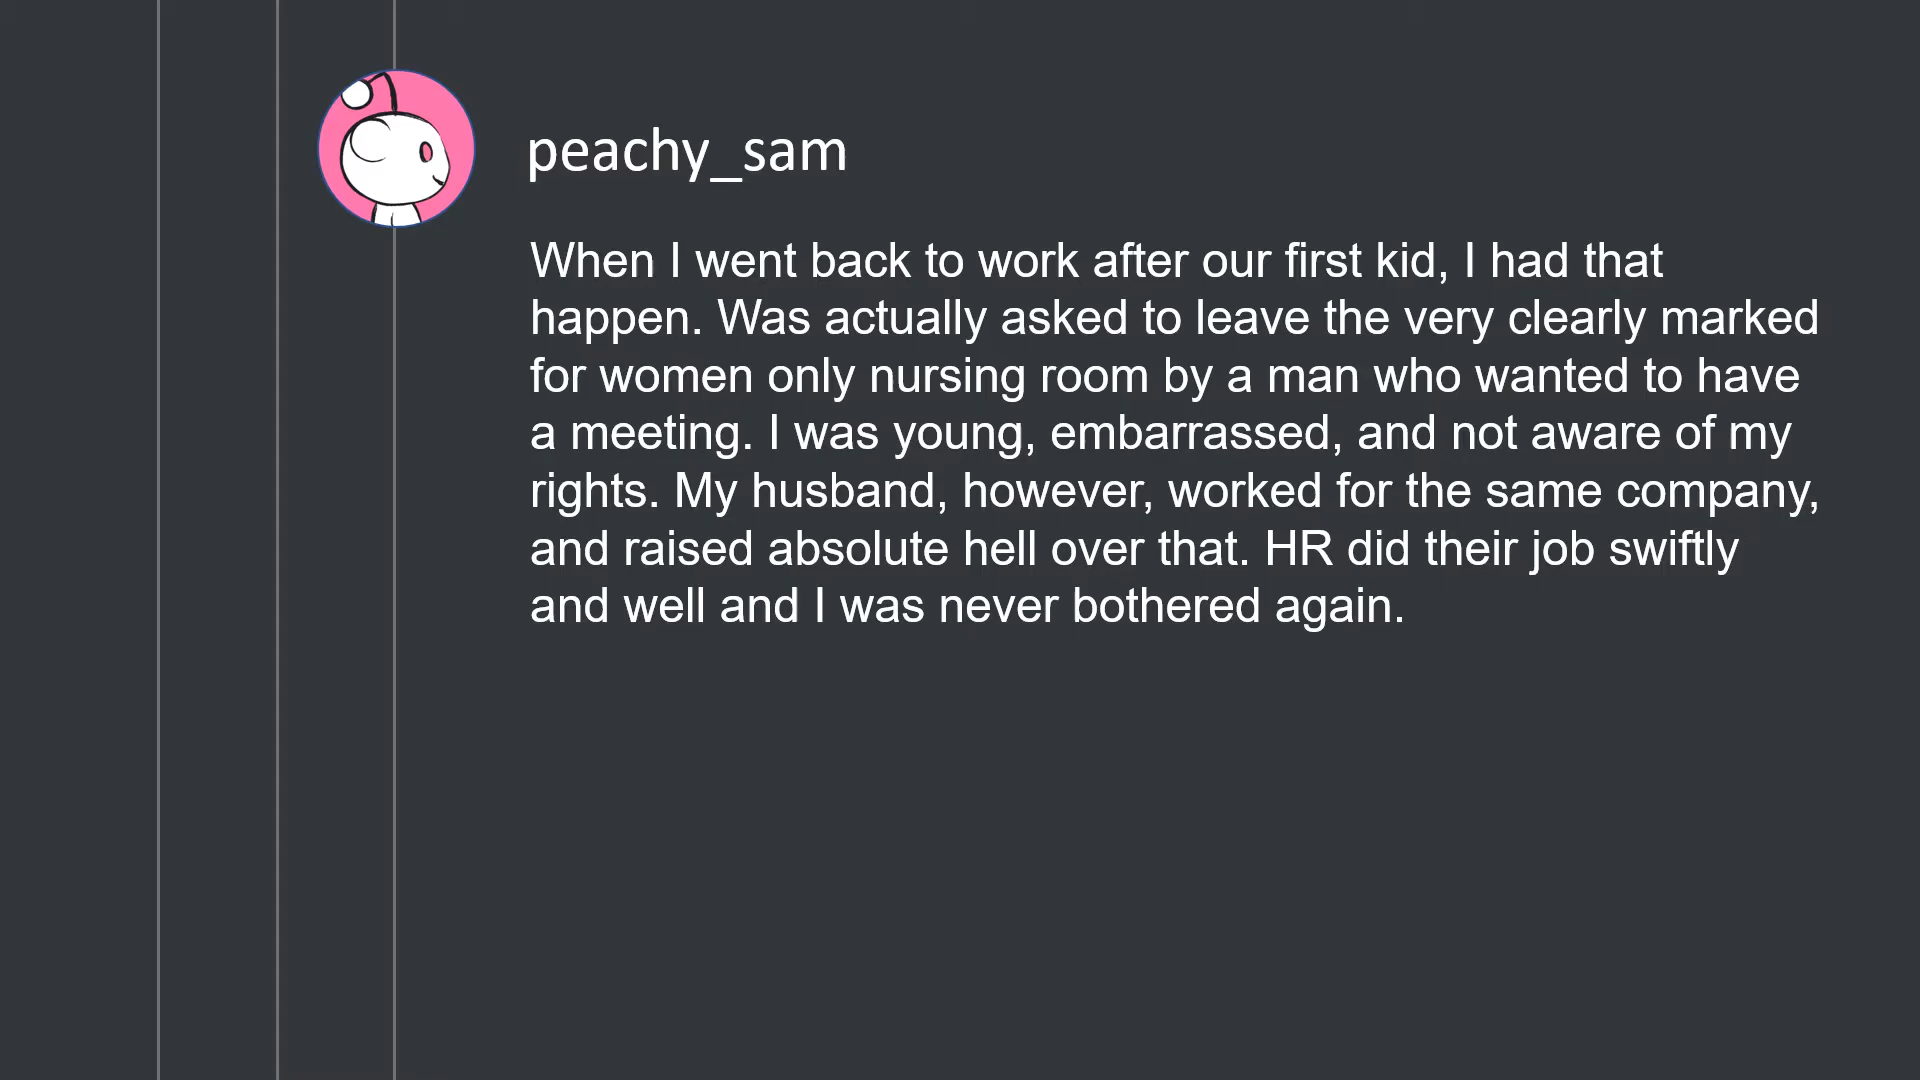 peachy_sam
When I went back to work after our first kid, I had that
happen. Was actually asked to leave the very clearly marked
for women only nursing room by a man who wanted to have
a meeting. I was young, embarrassed, and not aware of my
rights. My husband, however, worked for the same company,
and raised absolute hell over that. HR did their job swiftly
and well and I was never bothered again.